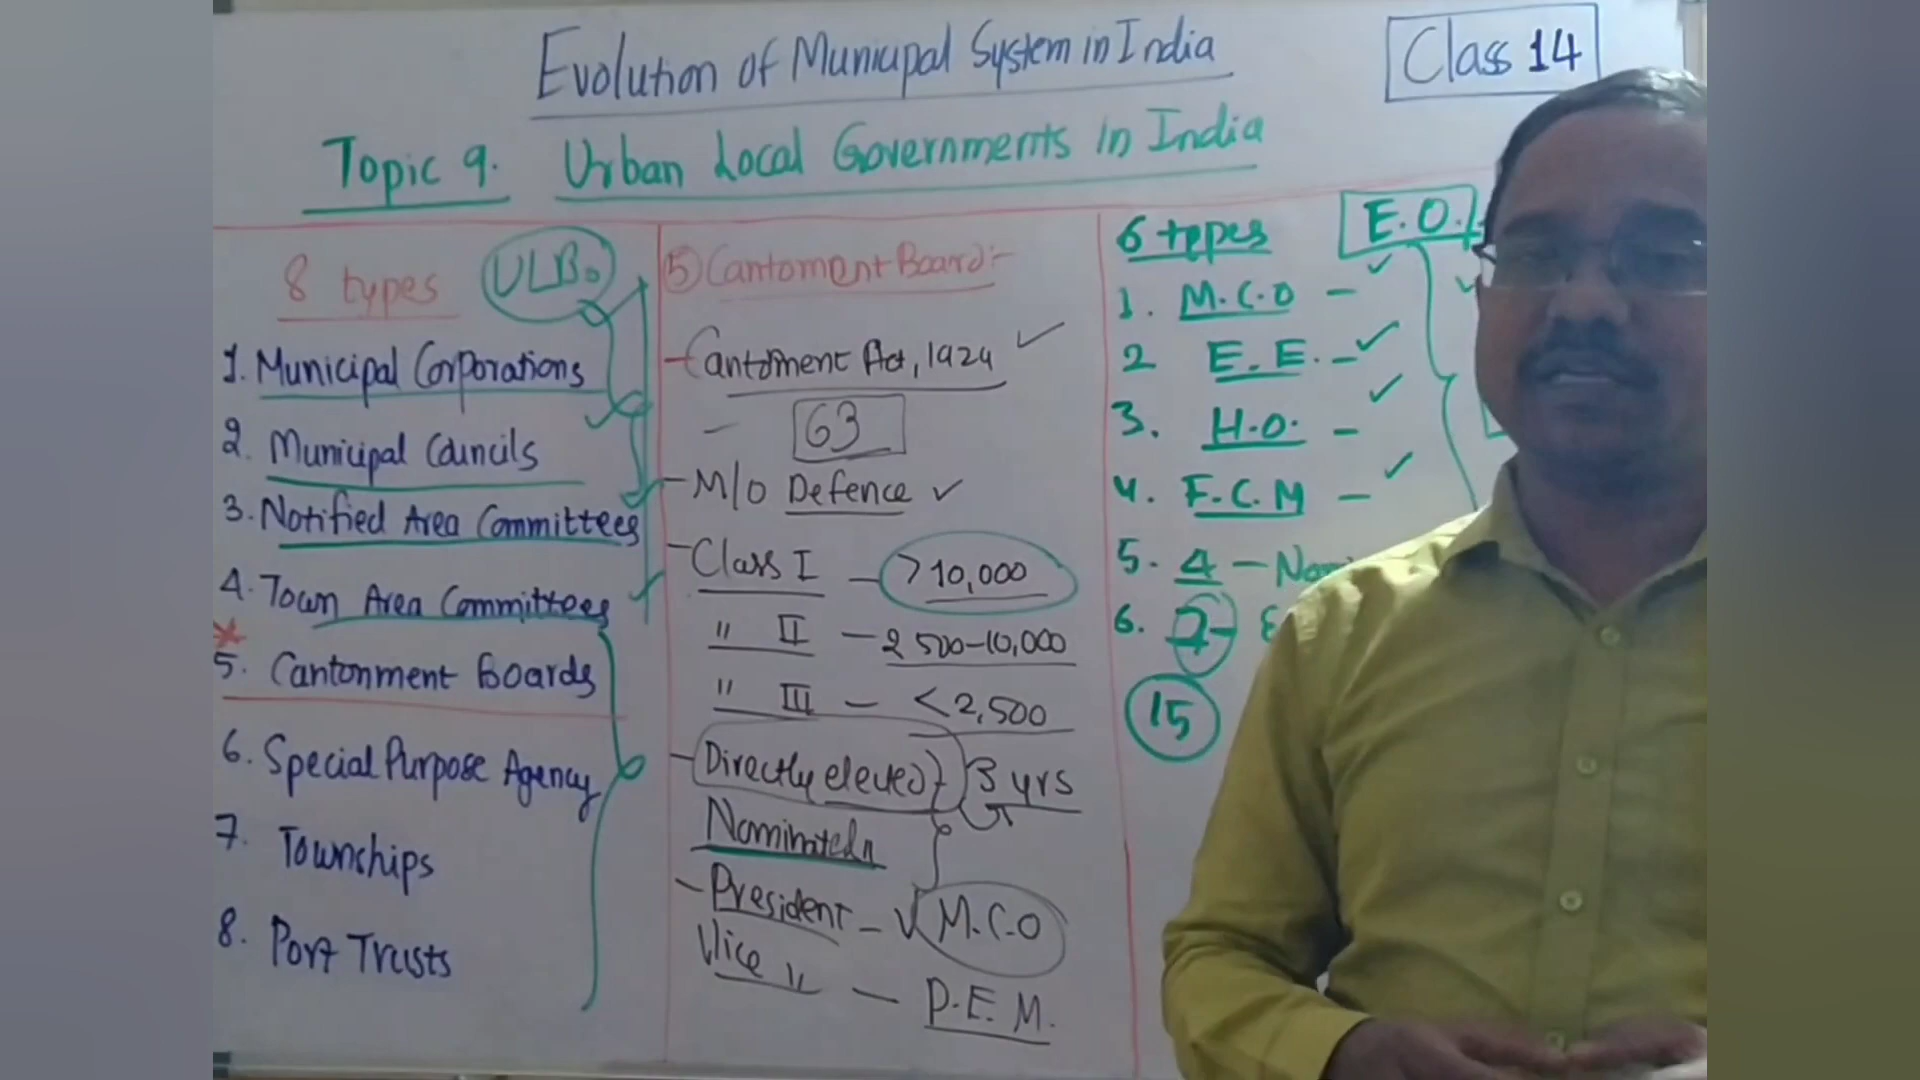 Evolution of Municipal System in India
Class 14
Topic 9. Urban Local Governments in India
8 types ULBs
1. Municipal Corporations
2. Municipal Councils
3. Notified Area Committees
4. Town Area Committees
5. Cantonment Boards
6. Special Purpose Agency
7. Townships
8. Port Trusts
5 Cantoment Board:-
- Cantoment Act, 1924 ✓
- 63
- M/O Defence ✓
- Class I - >10,000
" II - 2500-10,000
" III - <2,500
- Directly elected } 3 yrs
Nominated
- President - ✓ M.C.O
Vice " - P.E.M.
6 types E.O.
1. M.C.O - ✓
2 E.E. - ✓
3. H.O. - ✓
4. F.C.M - ✓
5. 4 -
6. 7 - E
15